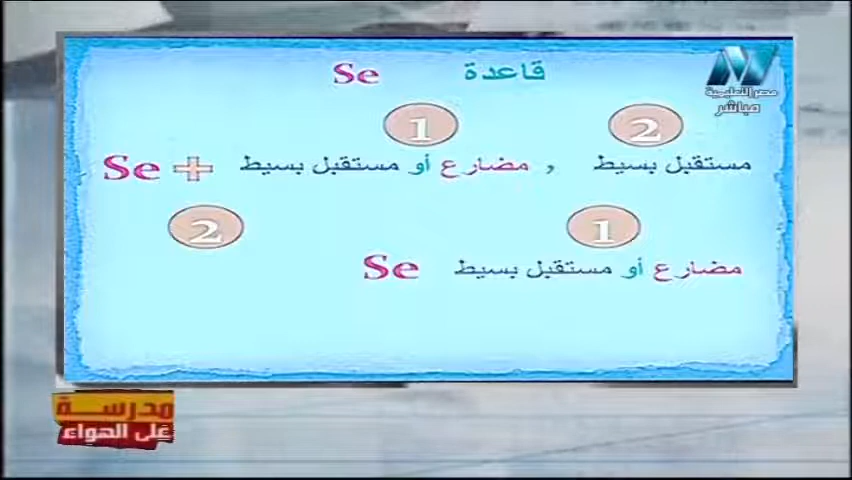 قاعدة Se
مصر التعليمية
مباشر
1 2
Se + مضارع أو مستقبل بسيط , مستقبل بسيط
2 1
مضارع أو مستقبل بسيط Se
مدرسة
على الهواء